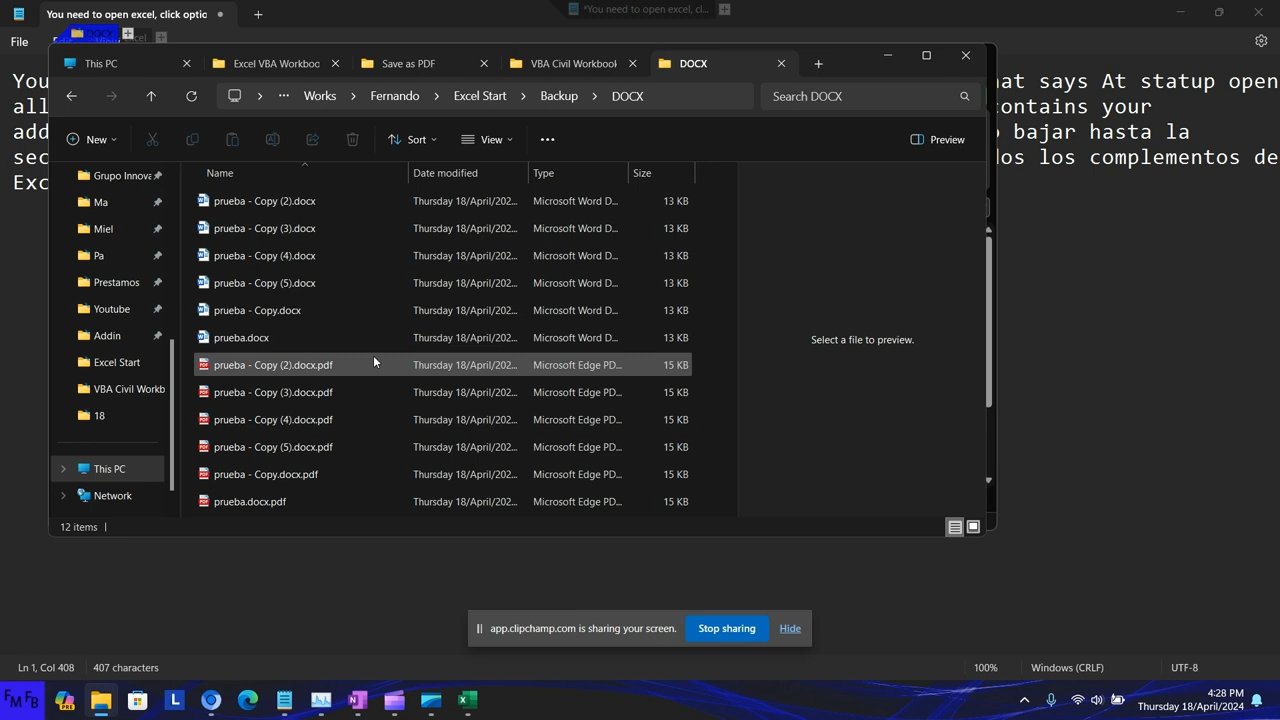 You need to open excel, click optic
*You need to open excel, cl...
File
You
at says At statup open
all
contains your
add
bajar hasta la
sec
los complementos de
Exc
This PC
Excel VBA Workboo
Save as PDF
VBA Civil Workbook
DOCX
Works > Fernando > Excel Start > Backup > DOCX
Search DOCX
New
Sort
View
Preview
Name Date modified Type Size
Grupo Innova
Ma
Miel
Pa
Prestamos
Youtube
Addin
Excel Start
VBA Civil Workb
18
This PC
Network
prueba - Copy (2).docx Thursday 18/April/202... Microsoft Word D... 13 KB
prueba - Copy (3).docx Thursday 18/April/202... Microsoft Word D... 13 KB
prueba - Copy (4).docx Thursday 18/April/202... Microsoft Word D... 13 KB
prueba - Copy (5).docx Thursday 18/April/202... Microsoft Word D... 13 KB
prueba - Copy.docx Thursday 18/April/202... Microsoft Word D... 13 KB
prueba.docx Thursday 18/April/202... Microsoft Word D... 13 KB
prueba - Copy (2).docx.pdf Thursday 18/April/202... Microsoft Edge PD... 15 KB
prueba - Copy (3).docx.pdf Thursday 18/April/202... Microsoft Edge PD... 15 KB
prueba - Copy (4).docx.pdf Thursday 18/April/202... Microsoft Edge PD... 15 KB
prueba - Copy (5).docx.pdf Thursday 18/April/202... Microsoft Edge PD... 15 KB
prueba - Copy.docx.pdf Thursday 18/April/202... Microsoft Edge PD... 15 KB
prueba.docx.pdf Thursday 18/April/202... Microsoft Edge PD... 15 KB
Select a file to preview.
12 items
app.clipchamp.com is sharing your screen. Stop sharing Hide
Ln 1, Col 408 407 characters 100% Windows (CRLF) UTF-8
FM FB
PRE
4:28 PM
Thursday 18/April/2024